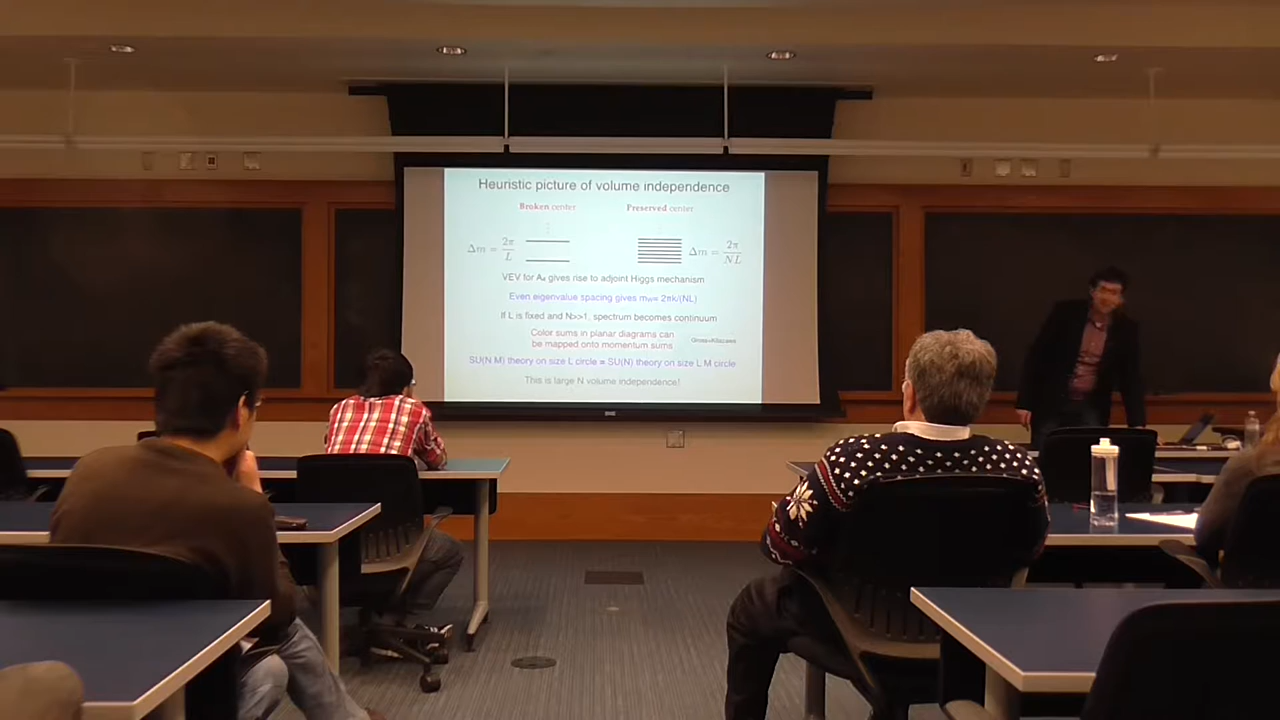 Heuristic picture of volume independence
Broken center
Preserved center
Δm = 2π/L
Δm = 2π/NL
VEV for A₄ gives rise to adjoint Higgs mechanism
Even eigenvalue spacing gives mw= 2πk/(NL)
If L is fixed and N>>1, spectrum becomes continuum
Color sums in planar diagrams can
be mapped onto momentum sums
SU(N M) theory on size L circle = SU(N) theory on size L M circle
This is large N volume independence!